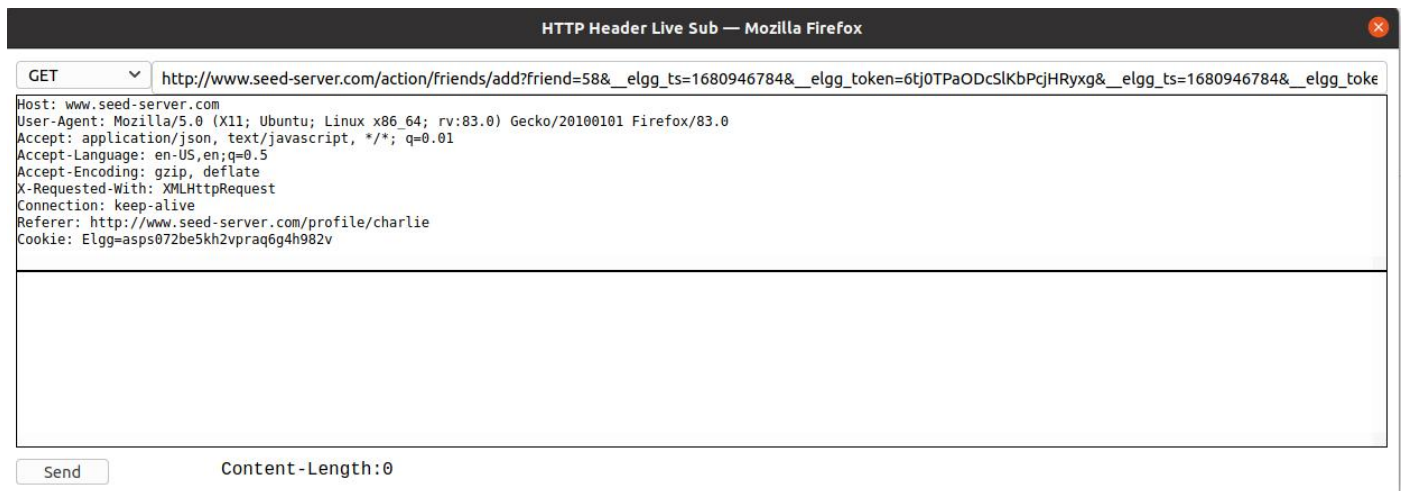 HTTP Header Live Sub — Mozilla Firefox
GET http://www.seed-server.com/action/friends/add?friend=58&__elgg_ts=1680946784&__elgg_token=6tj0TPaODcSlKbPcjHRyxg&__elgg_ts=1680946784&__elgg_toke
Host: www.seed-server.com
User-Agent: Mozilla/5.0 (X11; Ubuntu; Linux x86_64; rv:83.0) Gecko/20100101 Firefox/83.0
Accept: application/json, text/javascript, */*; q=0.01
Accept-Language: en-US,en;q=0.5
Accept-Encoding: gzip, deflate
X-Requested-With: XMLHttpRequest
Connection: keep-alive
Referer: http://www.seed-server.com/profile/charlie
Cookie: Elgg=asps072be5kh2vpraq6g4h982v
Send Content-Length:0